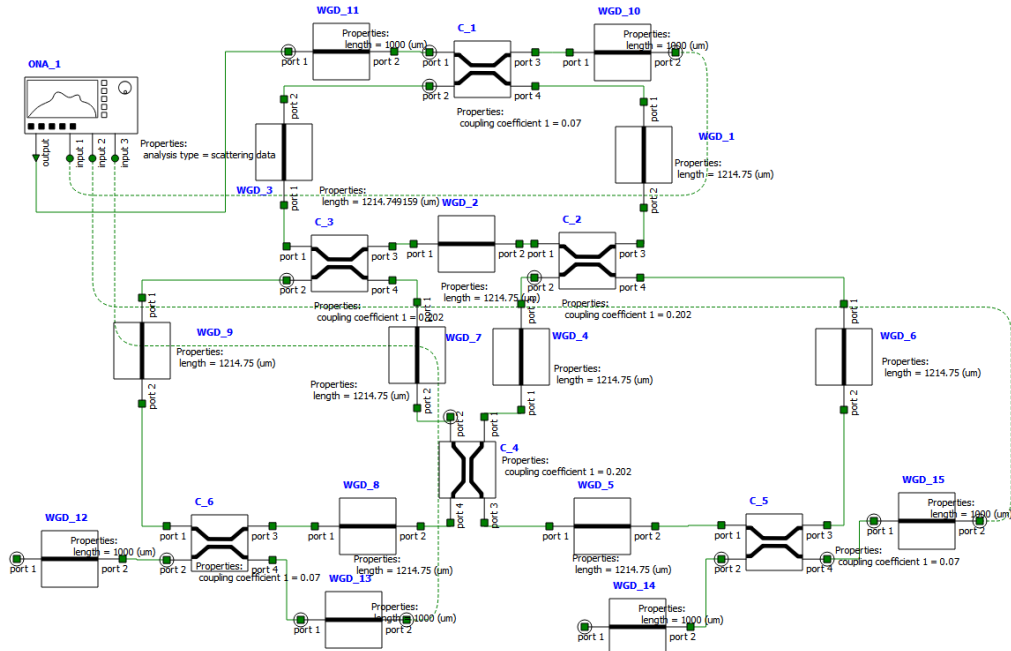 WGD_11
Properties:
length = 1000 (um)
port 1
port 2
C_1
port 1
port 3
port 2
port 4
Properties:
coupling coefficient 1 = 0.07
WGD_10
Properties:
length = 1000 (um)
port 1
port 2
ONA_1
output
input 1
input 2
input 3
Properties:
analysis type = scattering data
port 2
port 1
WGD_3
Properties:
length = 1214.749159 (um)
port 1
port 2
WGD_1
Properties:
length = 1214.75 (um)
WGD_2
port 1
port 2
Properties:
length = 1214.75 (um)
C_3
port 1
port 3
port 2
port 4
Properties:
coupling coefficient 1 = 0.202
C_2
port 1
port 3
port 2
port 4
Properties:
coupling coefficient 1 = 0.202
port 1
port 2
WGD_9
Properties:
length = 1214.75 (um)
port 1
port 2
WGD_7
Properties:
length = 1214.75 (um)
port 1
WGD_4
Properties:
length = 1214.75 (um)
port 1
port 2
WGD_6
Properties:
length = 1214.75 (um)
port 2
port 1
port 4
port 3
C_4
Properties:
coupling coefficient 1 = 0.202
WGD_8
port 1
port 2
Properties:
length = 1214.75 (um)
WGD_5
port 1
port 2
Properties:
length = 1214.75 (um)
C_6
port 1
port 3
port 2
port 4
Properties:
coupling coefficient 1 = 0.07
C_5
port 1
port 3
port 2
port 4
Properties:
coupling coefficient 1 = 0.07
WGD_15
Properties:
length = 1000 (um)
port 1
port 2
WGD_12
Properties:
length = 1000 (um)
port 1
port 2
WGD_13
Properties:
length = 1000 (um)
port 1
port 2
WGD_14
Properties:
length = 1000 (um)
port 1
port 2